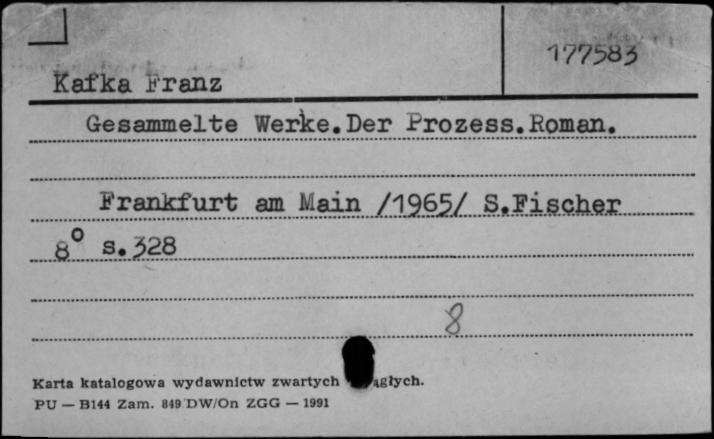 177583
Kafka Franz
Gesammelte Werke.Der Prozess.Roman.
Frankfurt am Main /1965/ S.Fischer
8° s.328
8
Karta katalogowa wydawnictw zwartych
PU — B144 Zam. 849 DW/On ZGG — 1991